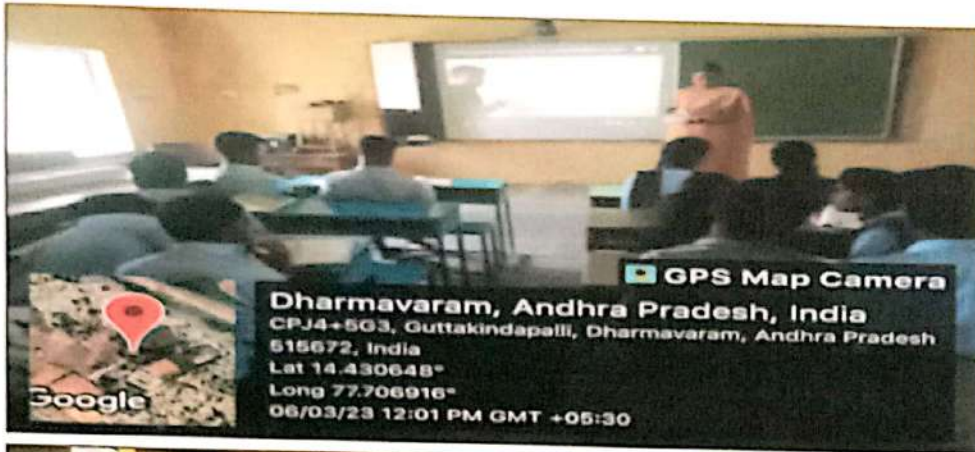 GPS Map Camera
Dharmavaram, Andhra Pradesh, India
CPJ4+5G3, Guttakindapalli, Dharmavaram, Andhra Pradesh
515672, India
Lat 14.430648°
Long 77.706916°
06/03/23 12:01 PM GMT +05:30
Google